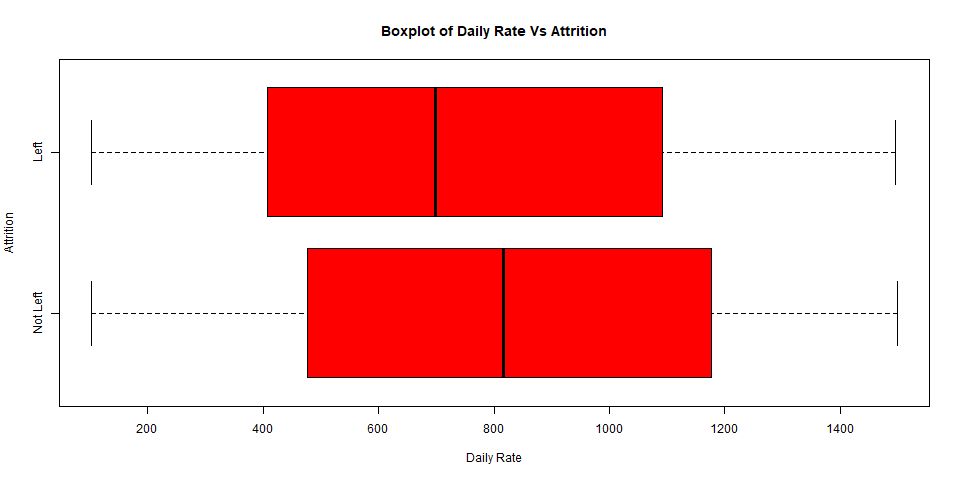 Boxplot of Daily Rate Vs Attrition
Left
Not Left
Attrition
200 400 600 800 1000 1200 1400
Daily Rate